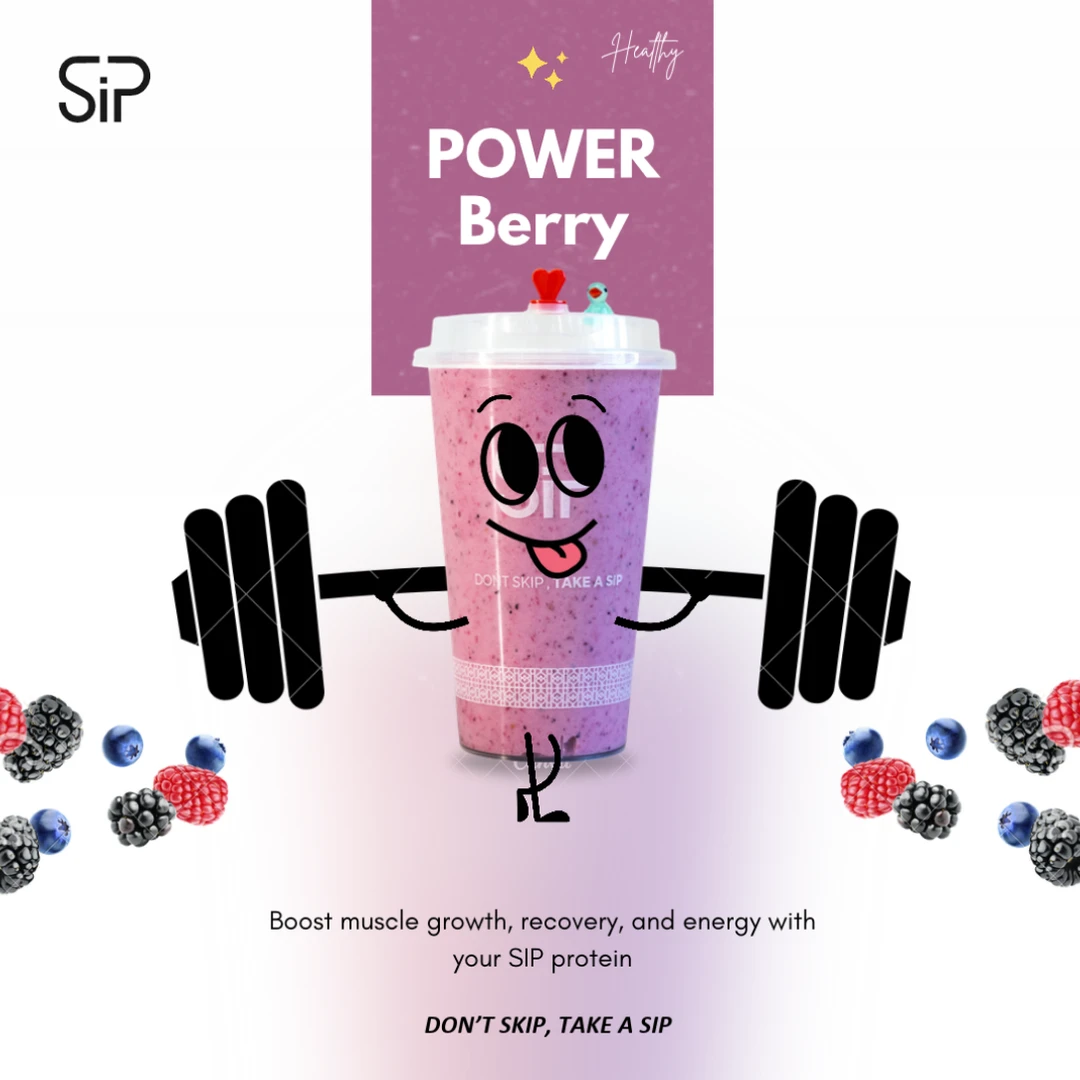 SiP
Healthy
POWER
Berry
SiP
DON'T SKIP, TAKE A SIP
Canva
Boost muscle growth, recovery, and energy with
your SIP protein
DON'T SKIP, TAKE A SIP